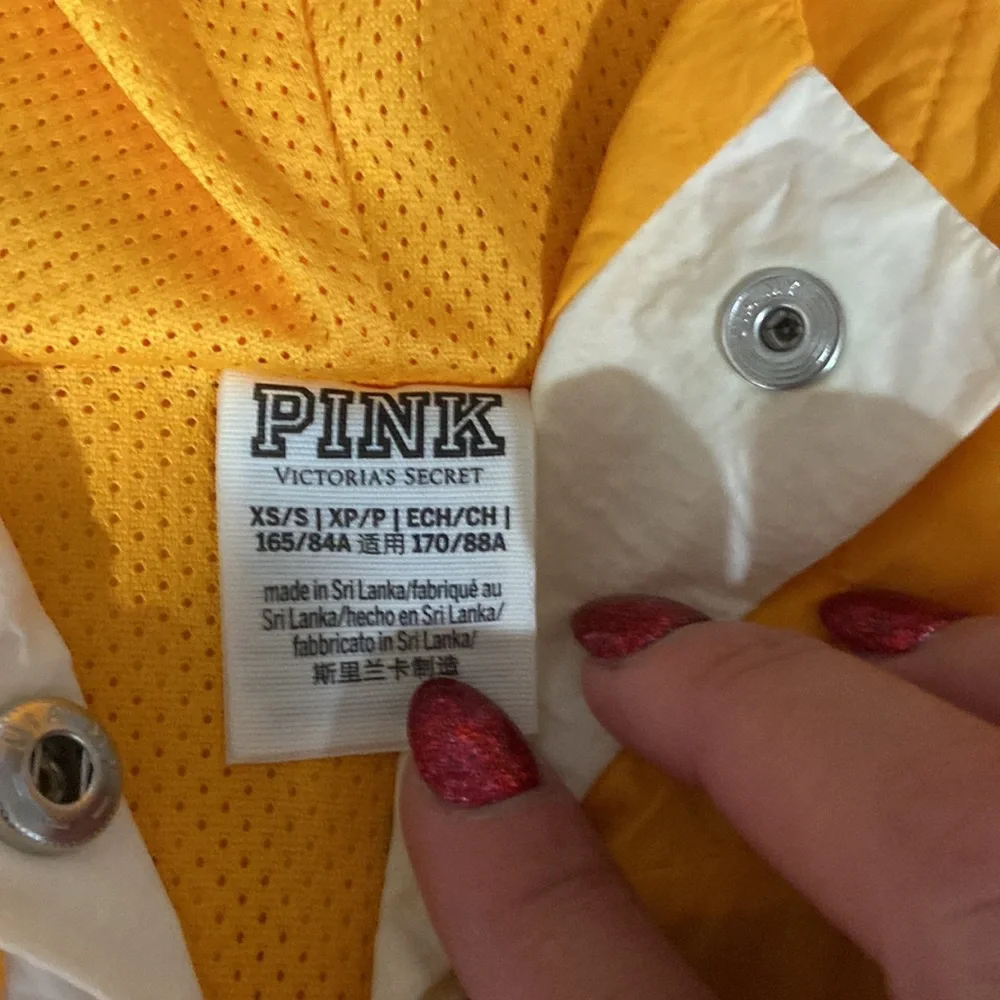 PINK
VICTORIA'S SECRET
XS/S | XP/P | ECH/CH |
165/84A 适用 170/88A
made in Sri Lanka/fabriqué au
Sri Lanka/hecho en Sri Lanka/
fabbricato in Sri Lanka/
斯里兰卡制造